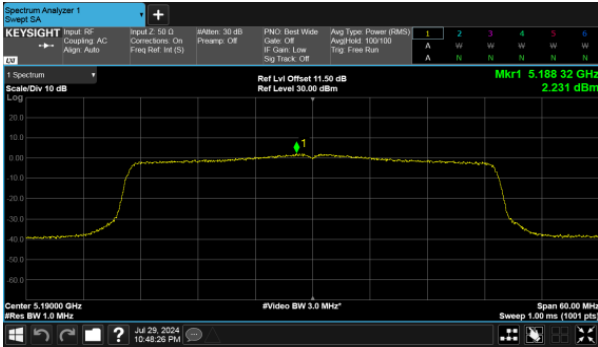 Spectrum Analyzer 1
Swept SA
+
KEYSIGHT Input: RF Input Z: 50 Ω #Atten: 30 dB PNO: Best Wide Avg Type: Power (RMS) 1 2 3 4 5 6
Coupling: AC Corrections: On Preamp: Off Gate: Off Avg|Hold: 100/100 A W W W W W
Align: Auto Freq Ref: Int (S) IF Gain: Low Trig: Free Run
Sig Track: Off A N N N N N
LXI
1 Spectrum
Scale/Div 10 dB
Ref Lvl Offset 11.50 dB
Ref Level 30.00 dBm
Mkr1 5.188 32 GHz
2.231 dBm
Log
20.0
10.0
0.00
1
-10.0
-20.0
-30.0
-40.0
-50.0
-60.0
Center 5.19000 GHz #Video BW 3.0 MHz* Span 60.00 MHz
#Res BW 1.0 MHz Sweep 1.00 ms (1001 pts)
?
Jul 29, 2024
10:48:26 PM